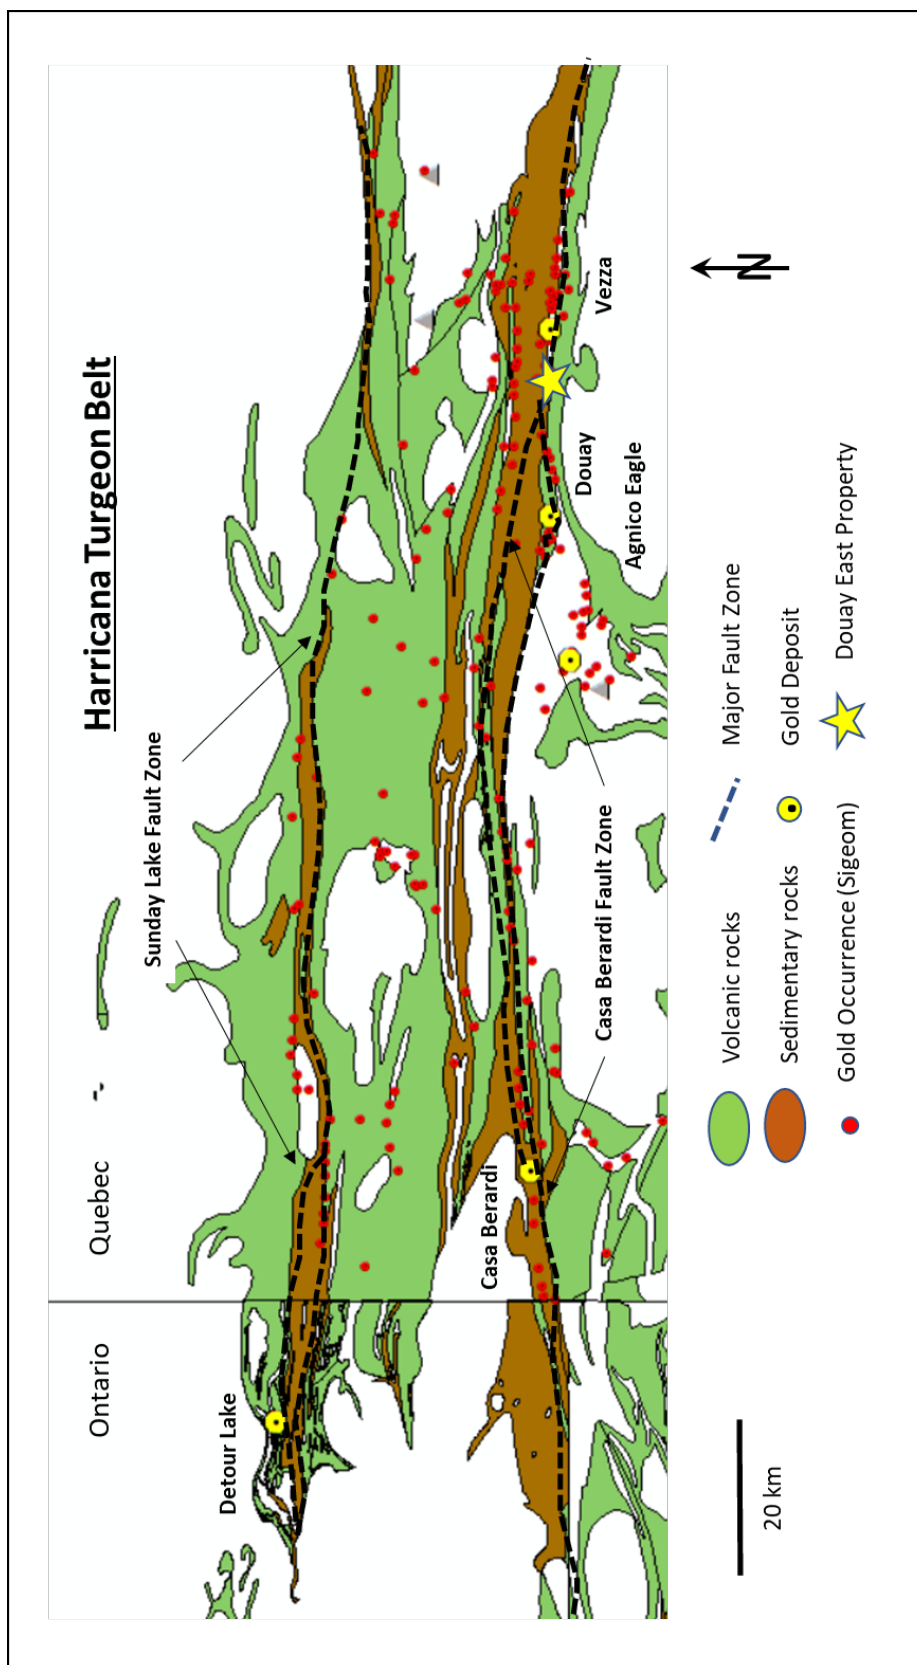 Harricana Turgeon Belt
Ontario
Quebec
Sunday Lake Fault Zone
Detour Lake
Casa Berardi
Casa Berardi Fault Zone
Agnico Eagle
Douay
Vezza
N
20 km
Volcanic rocks
Major Fault Zone
Sedimentary rocks
Gold Deposit
Gold Occurrence (Sigeom)
Douay East Property